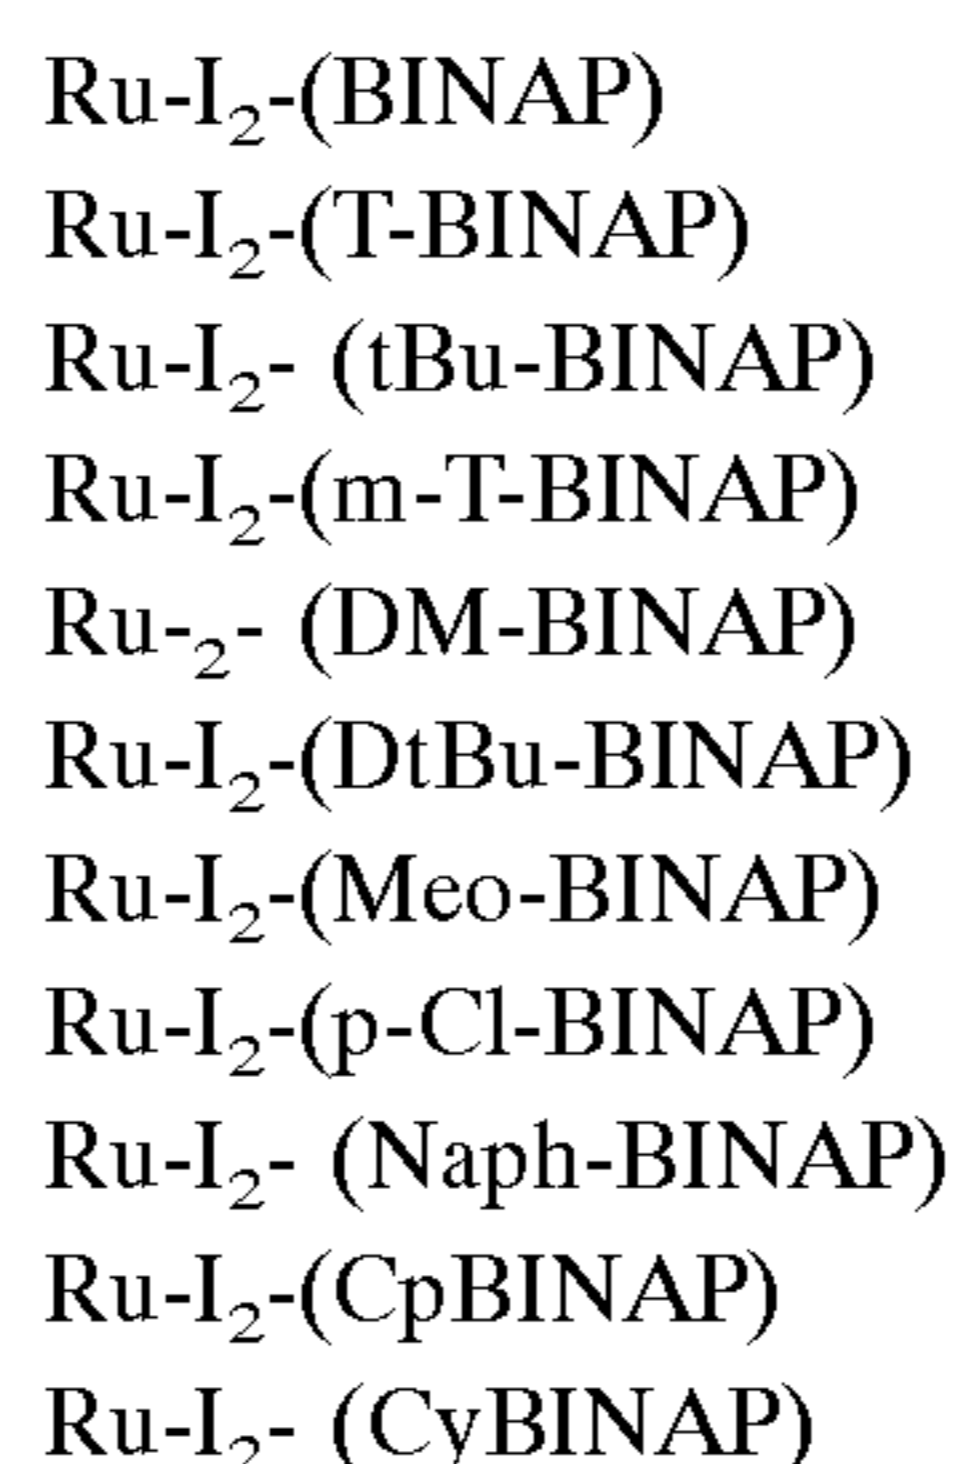 Ru-I₂-(BINAP)
Ru-I₂-(T-BINAP)
Ru-I₂- (tBu-BINAP)
Ru-I₂-(m-T-BINAP)
Ru-₂- (DM-BINAP)
Ru-I₂-(DtBu-BINAP)
Ru-I₂-(Meo-BINAP)
Ru-I₂-(p-Cl-BINAP)
Ru-I₂- (Naph-BINAP)
Ru-I₂-(CpBINAP)
Ru-I₂- (CyBINAP)